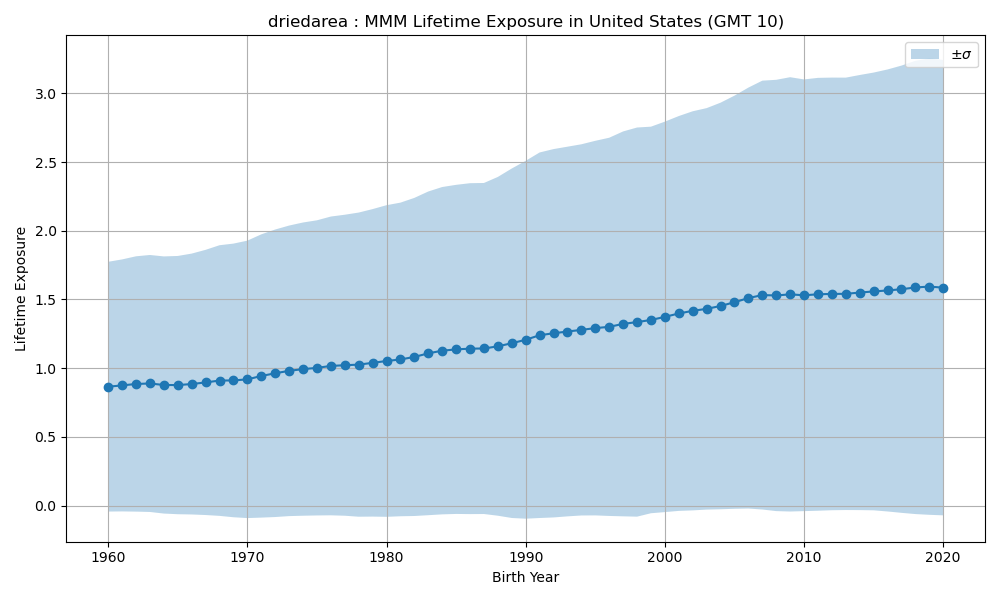 driedarea : MMM Lifetime Exposure in United States (GMT 10)
±σ
Lifetime Exposure
3.0
2.5
2.0
1.5
1.0
0.5
0.0
1960 1970 1980 1990 2000 2010 2020
Birth Year